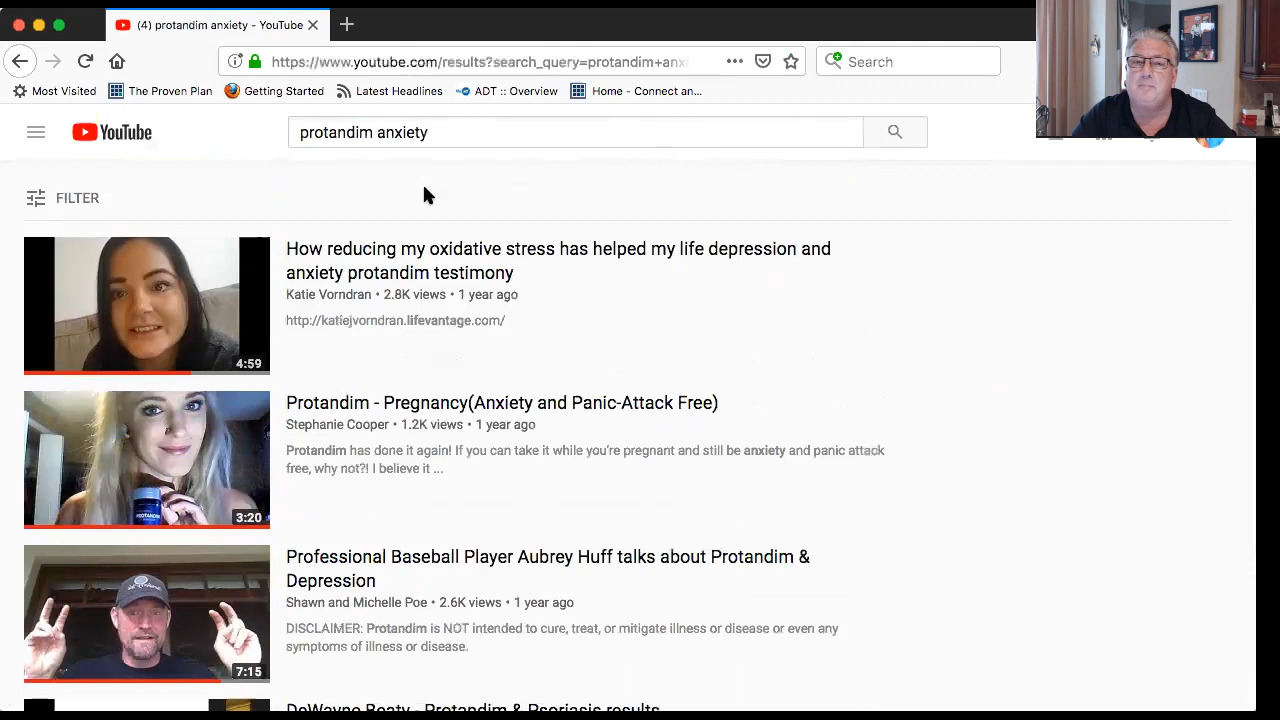 (4) protandim anxiety - YouTube
https://www.youtube.com/results?search_query=protandim+anxi
Search
Most Visited
The Proven Plan
Getting Started
Latest Headlines
ADT :: Overview
Home - Connect an...
YouTube
protandim anxiety
FILTER
How reducing my oxidative stress has helped my life depression and
anxiety protandim testimony
Katie Vorndran • 2.8K views • 1 year ago
http://katiejvorndran.lifevantage.com/
4:59
Protandim - Pregnancy(Anxiety and Panic-Attack Free)
Stephanie Cooper • 1.2K views • 1 year ago
Protandim has done it again! If you can take it while you're pregnant and still be anxiety and panic attack
free, why not?! I believe it ...
3:20
Professional Baseball Player Aubrey Huff talks about Protandim &
Depression
Shawn and Michelle Poe • 2.6K views • 1 year ago
DISCLAIMER: Protandim is NOT intended to cure, treat, or mitigate illness or disease or even any
symptoms of illness or disease.
7:15
DeWayne Beaty - Protandim & Psoriasis results